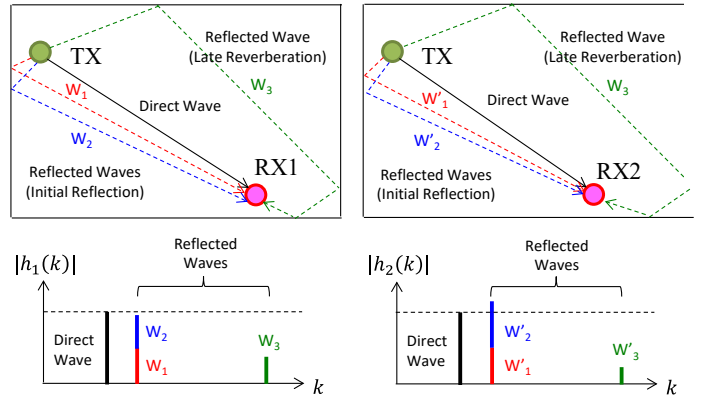 TX
Reflected Wave
(Late Reverberation)
W₃
W₁
Direct Wave
W₂
Reflected Waves
(Initial Reflection)
RX1
TX
Reflected Wave
(Late Reverberation)
W₃
W'₁
Direct Wave
W'₂
Reflected Waves
(Initial Reflection)
RX2
|h₁(k)|
Reflected
Waves
Direct
Wave
W₂
W₁
W₃
k
|h₂(k)|
Reflected
Waves
Direct
Wave
W'₂
W'₁
W'₃
k